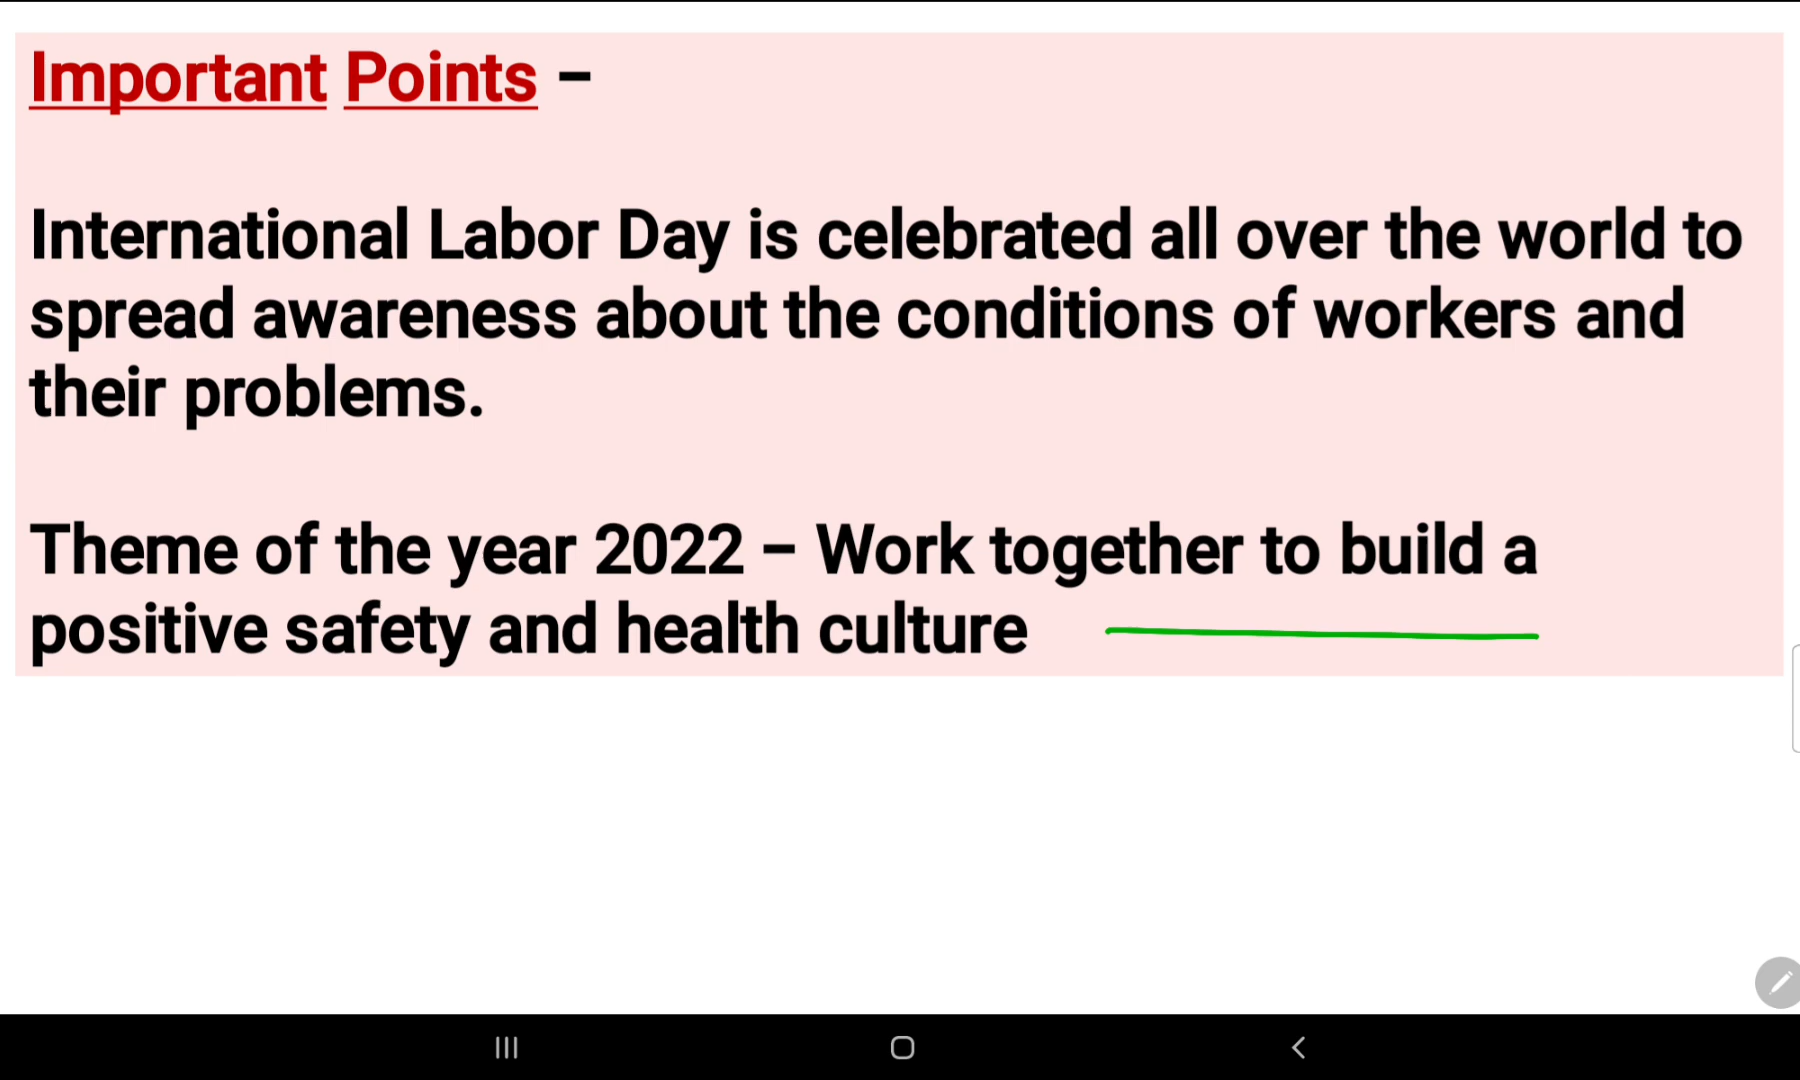 Important Points –
International Labor Day is celebrated all over the world to
spread awareness about the conditions of workers and
their problems.
Theme of the year 2022 – Work together to build a
positive safety and health culture